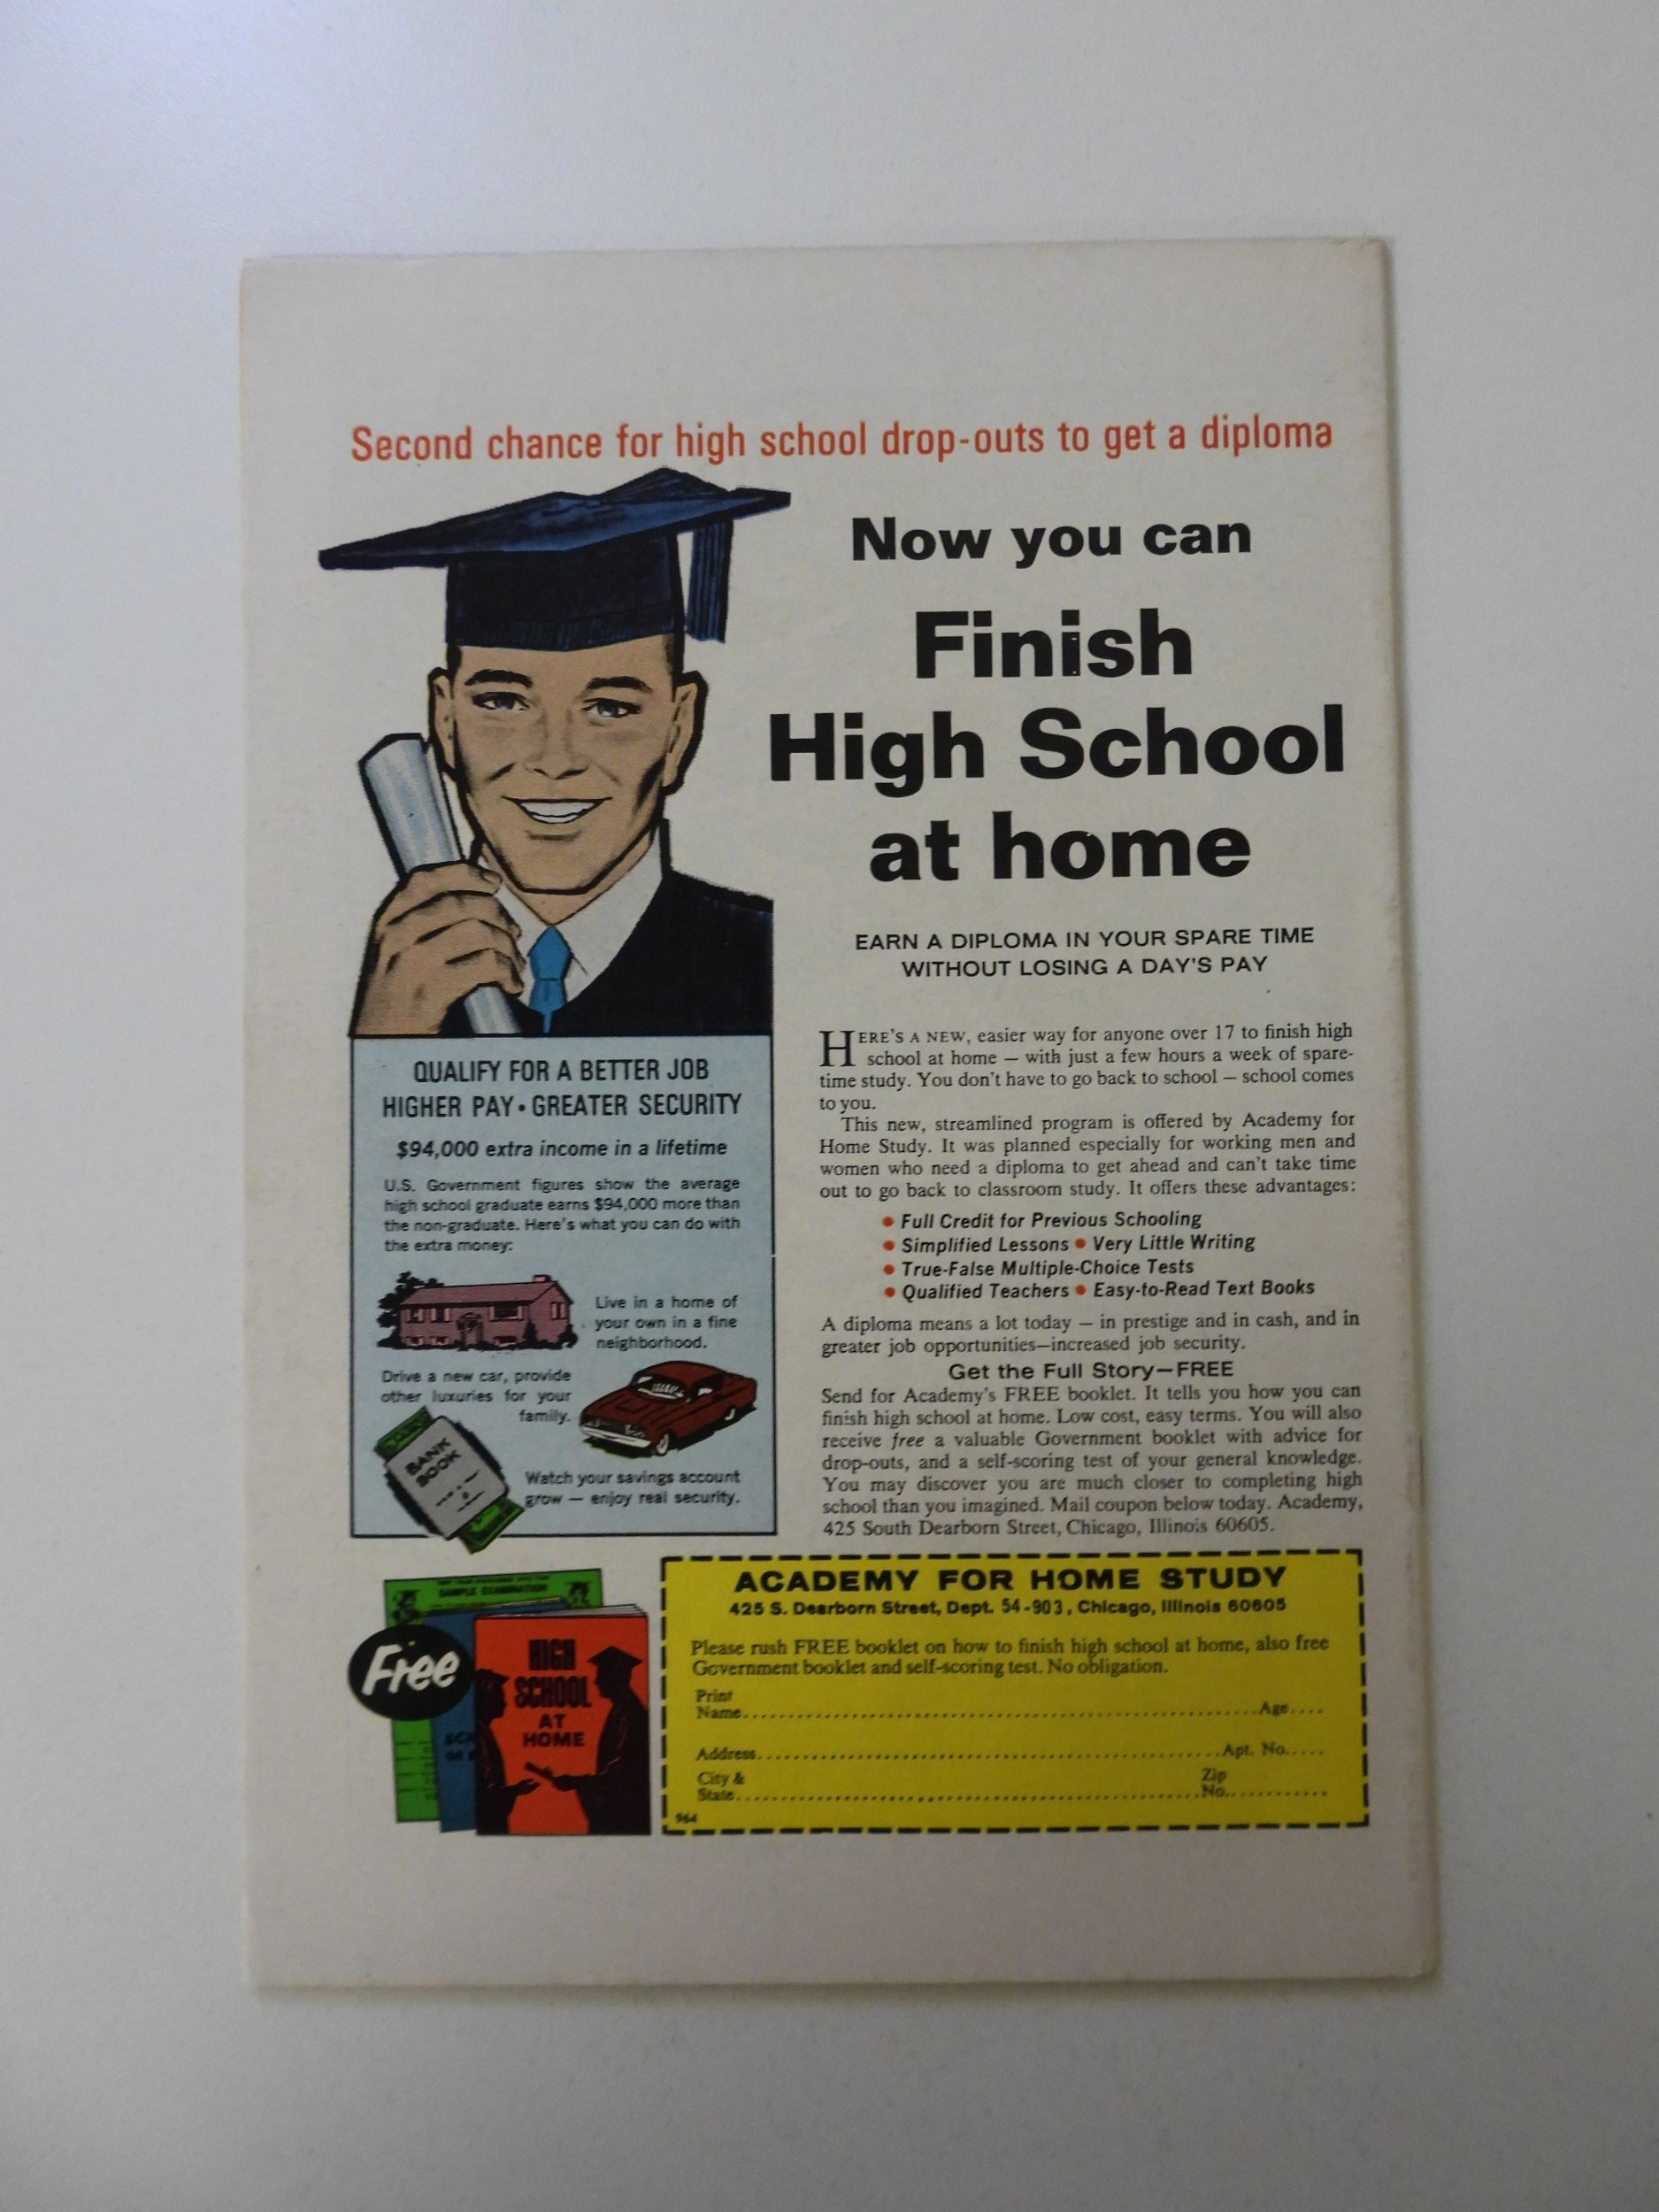 Second chance for high school drop-outs to get a diploma
Now you can
Finish
High School
at home
EARN A DIPLOMA IN YOUR SPARE TIME
WITHOUT LOSING A DAY'S PAY
HERE'S A NEW, easier way for anyone over 17 to finish high
school at home — with just a few hours a week of spare-
time study. You don't have to go back to school — school comes
to you.
This new, streamlined program is offered by Academy for
Home Study. It was planned especially for working men and
women who need a diploma to get ahead and can't take time
out to go back to classroom study. It offers these advantages:
• Full Credit for Previous Schooling
• Simplified Lessons • Very Little Writing
• True-False Multiple-Choice Tests
• Qualified Teachers • Easy-to-Read Text Books
A diploma means a lot today — in prestige and in cash, and in
greater job opportunities—increased job security.
Get the Full Story—FREE
Send for Academy's FREE booklet. It tells you how you can
finish high school at home. Low cost, easy terms. You will also
receive free a valuable Government booklet with advice for
drop-outs, and a self-scoring test of your general knowledge.
You may discover you are much closer to completing high
school than you imagined. Mail coupon below today. Academy,
425 South Dearborn Street, Chicago, Illinois 60605.
QUALIFY FOR A BETTER JOB
HIGHER PAY • GREATER SECURITY
$94,000 extra income in a lifetime
U.S. Government figures show the average
high school graduate earns $94,000 more than
the non-graduate. Here's what you can do with
the extra money:
Live in a home of
your own in a fine
neighborhood.
Drive a new car, provide
other luxuries for your
family.
BANK
BOOK
Watch your savings account
grow — enjoy real security.
SAMPLE EXAMINATION
Free
HIGH
SCHOOL
AT
HOME
ACADEMY FOR HOME STUDY
425 S. Dearborn Street, Dept. 54-903, Chicago, Illinois 60605
Please rush FREE booklet on how to finish high school at home, also free
Government booklet and self-scoring test. No obligation.
Print
Name..........Age....
Address..........Apt. No.....
City & Zip
State..........No...........
964